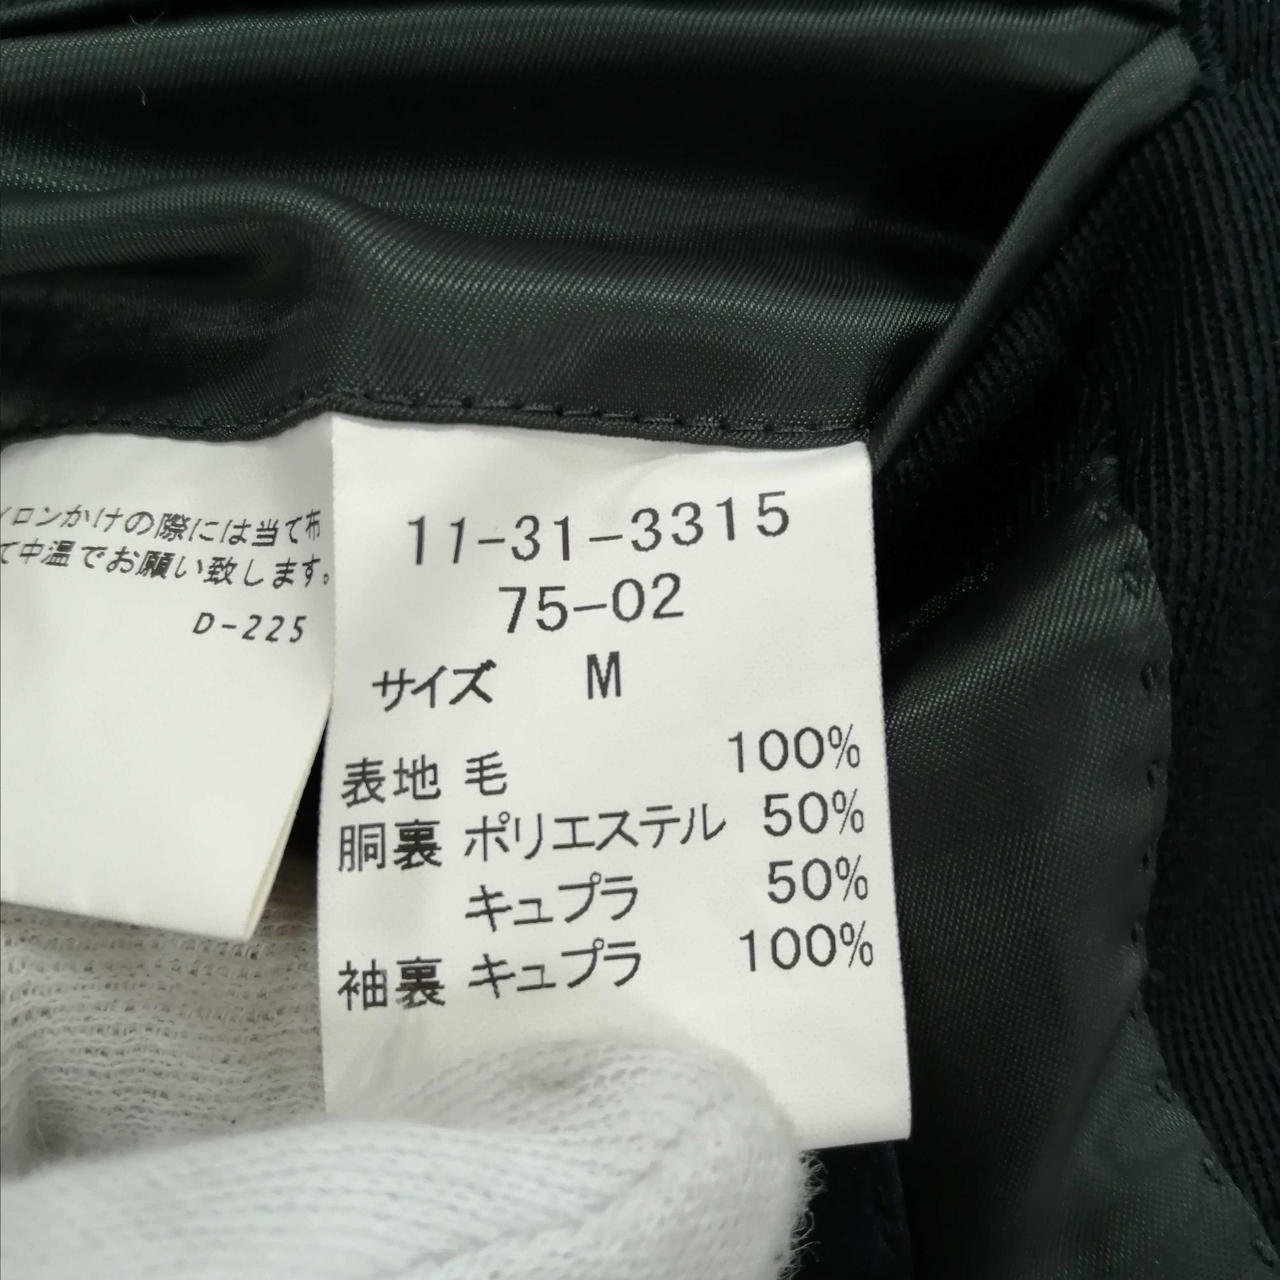 イロンかけの際には当て布
て中温でお願い致します。
D-225
11-31-3315
75-02
サイズ M
表地 毛 100%
胴裏 ポリエステル 50%
キュプラ 50%
袖裏 キュプラ 100%